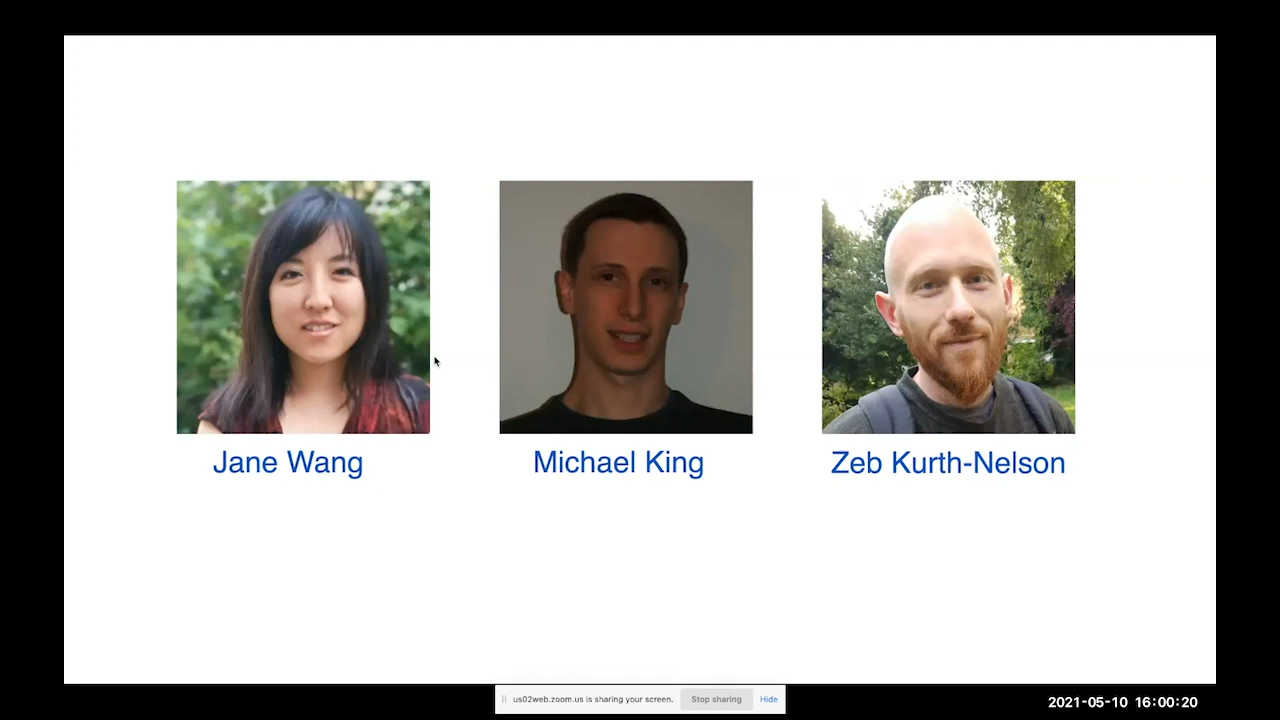 Jane Wang
Michael King
Zeb Kurth-Nelson
us02web.zoom.us is sharing your screen. Stop sharing Hide
2021-05-10 16:00:20